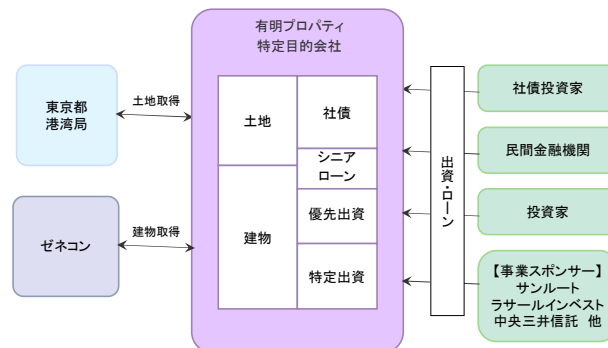 有明プロパティ
特定目的会社
東京都
港湾局
土地取得
ゼネコン
建物取得
土地
建物
社債
シニア
ローン
優先出資
特定出資
出資・ローン
社債投資家
民間金融機関
投資家
【事業スポンサー】
サンルート
ラサールインベスト
中央三井信託 他